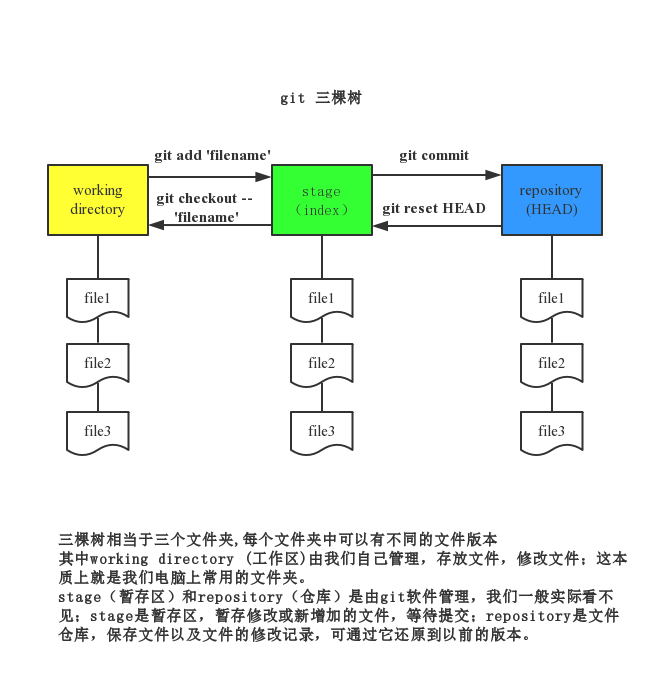 git 三棵树
git add 'filename'
git commit
working
directory
git checkout --
'filename'
stage
（index）
git reset HEAD
repository
(HEAD)
file1
file1
file1
file2
file2
file2
file3
file3
file3
三棵树相当于三个文件夹,每个文件夹中可以有不同的文件版本
其中working directory (工作区)由我们自己管理，存放文件，修改文件；这本
质上就是我们电脑上常用的文件夹。
stage（暂存区）和repository（仓库）是由git软件管理，我们一般实际看不
见；stage是暂存区，暂存修改或新增加的文件，等待提交；repository是文件
仓库，保存文件以及文件的修改记录，可通过它还原到以前的版本。